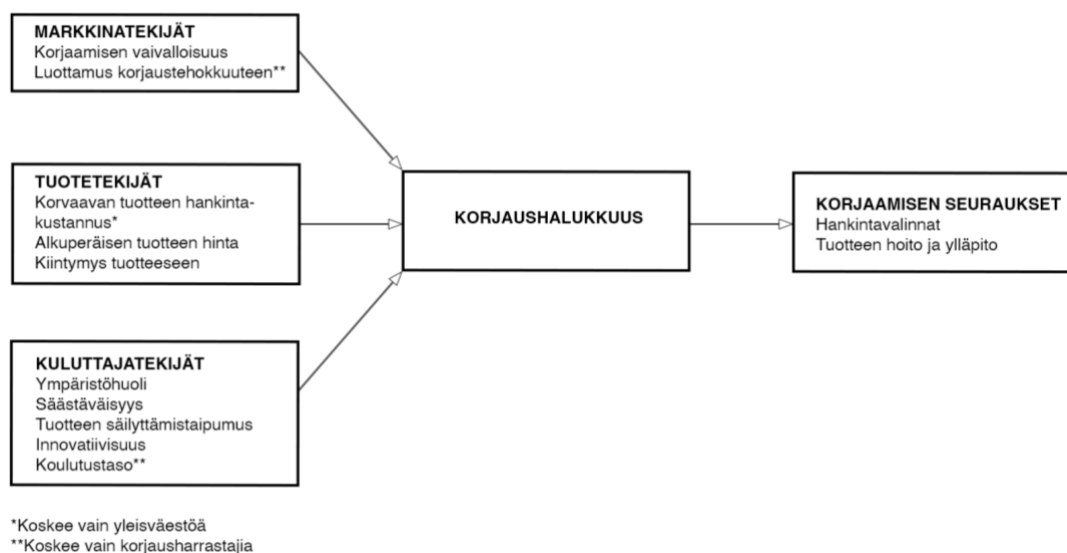 MARKKINATEKIJÄT
Korjaamisen vaivalloisuus
Luottamus korjaustehokkuuteen**
TUOTETEKIJÄT
Korvaavan tuotteen hankinta-
kustannus*
Alkuperäisen tuotteen hinta
Kiintymys tuotteeseen
KULUTTAJATEKIJÄT
Ympäristöhuoli
Säästäväisyys
Tuotteen säilyttämistaipumus
Innovatiivisuus
Koulutustaso**
KORJAUSHALUKKUUS
KORJAAMISEN SEURAUKSET
Hankintavalinnat
Tuotteen hoito ja ylläpito
*Koskee vain yleisväestöä
**Koskee vain korjausharrastajia